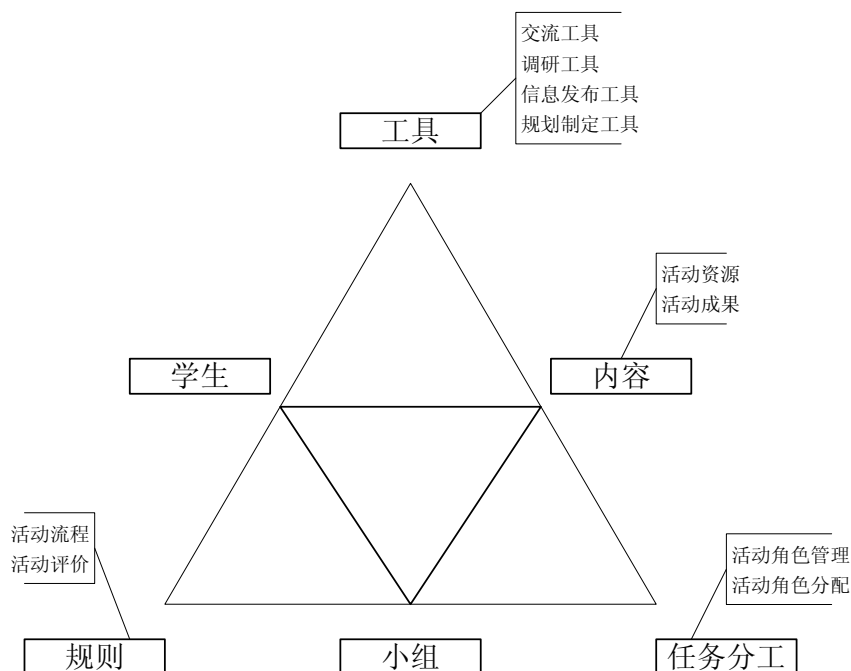 交流工具
调研工具
信息发布工具
规划制定工具
工具
活动资源
活动成果
学生
内容
活动流程
活动评价
活动角色管理
活动角色分配
规则
小组
任务分工